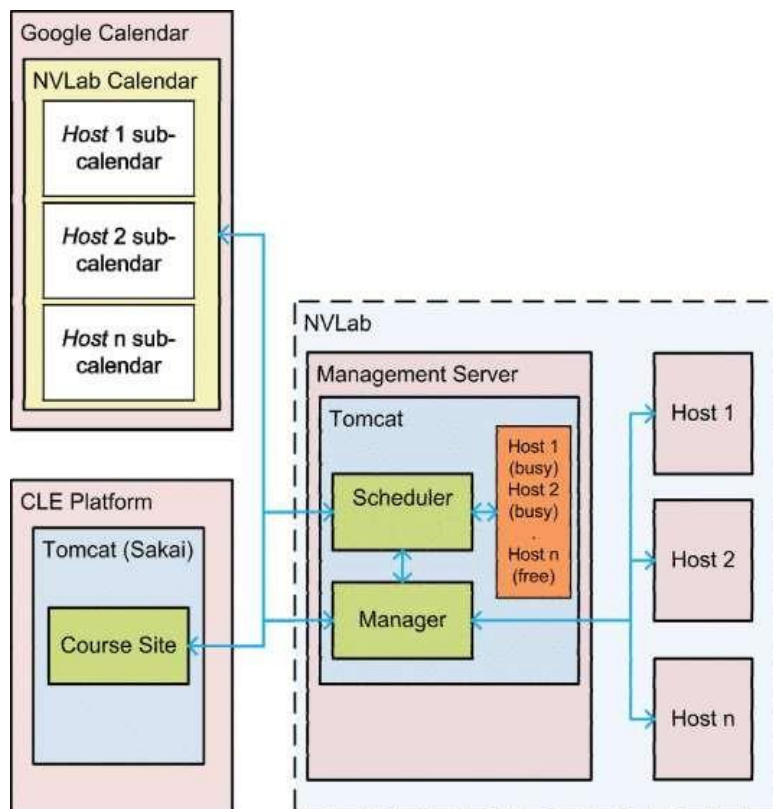 Google Calendar
NVLab Calendar
Host 1 sub-
calendar
Host 2 sub-
calendar
Host n sub-
calendar
CLE Platform
Tomcat (Sakai)
Course Site
NVLab
Management Server
Tomcat
Scheduler
Manager
Host 1
(busy)
Host 2
(busy)
.
Host n
(free)
Host 1
Host 2
Host n